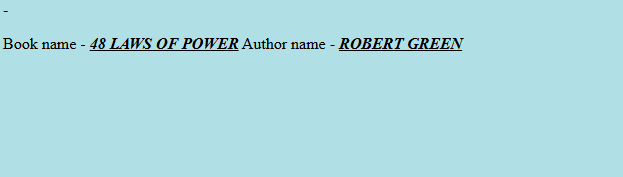 -
Book name - 48 LAWS OF POWER Author name - ROBERT GREEN